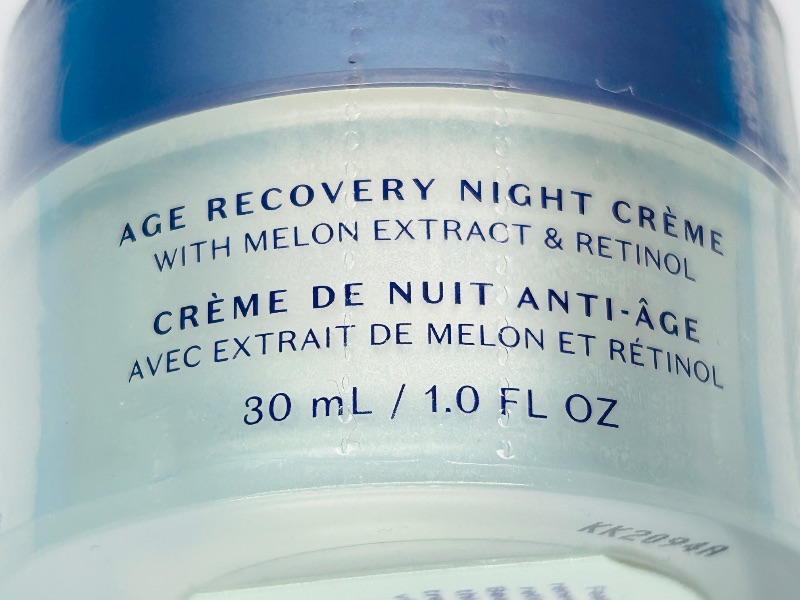 AGE RECOVERY NIGHT CRÈME
WITH MELON EXTRACT & RETINOL
CRÈME DE NUIT ANTI-ÂGE
AVEC EXTRAIT DE MELON ET RÉTINOL
30 mL / 1.0 FL OZ
KK2094A